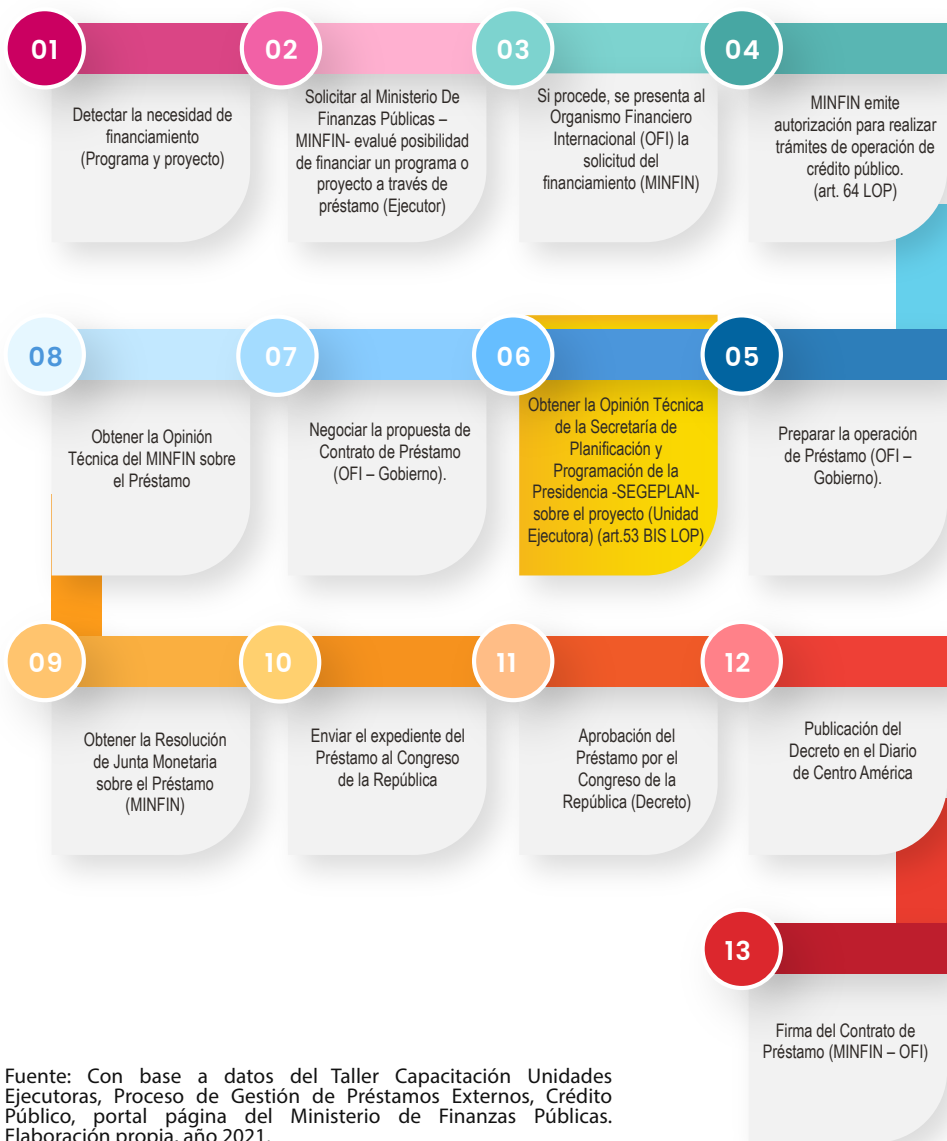 01
Detectar la necesidad de
financiamiento
(Programa y proyecto)
02
Solicitar al Ministerio De
Finanzas Públicas –
MINFIN- evalué posibilidad
de financiar un programa o
proyecto a través de
préstamo (Ejecutor)
03
Si procede, se presenta al
Organismo Financiero
Internacional (OFI) la
solicitud del
financiamiento (MINFIN)
04
MINFIN emite
autorización para realizar
trámites de operación de
crédito público.
(art. 64 LOP)
05
Preparar la operación
de Préstamo (OFI –
Gobierno).
06
Obtener la Opinión Técnica
de la Secretaría de
Planificación y
Programación de la
Presidencia -SEGEPLAN-
sobre el proyecto (Unidad
Ejecutora) (art.53 BIS LOP)
07
Negociar la propuesta de
Contrato de Préstamo
(OFI – Gobierno).
08
Obtener la Opinión
Técnica del MINFIN sobre
el Préstamo
09
Obtener la Resolución
de Junta Monetaria
sobre el Préstamo
(MINFIN)
10
Enviar el expediente del
Préstamo al Congreso
de la República
11
Aprobación del
Préstamo por el
Congreso de la
República (Decreto)
12
Publicación del
Decreto en el Diario
de Centro América
13
Firma del Contrato de
Préstamo (MINFIN – OFI)
Fuente: Con base a datos del Taller Capacitación Unidades
Ejecutoras, Proceso de Gestión de Préstamos Externos, Crédito
Público, portal página del Ministerio de Finanzas Públicas.
Elaboración propia, año 2021.